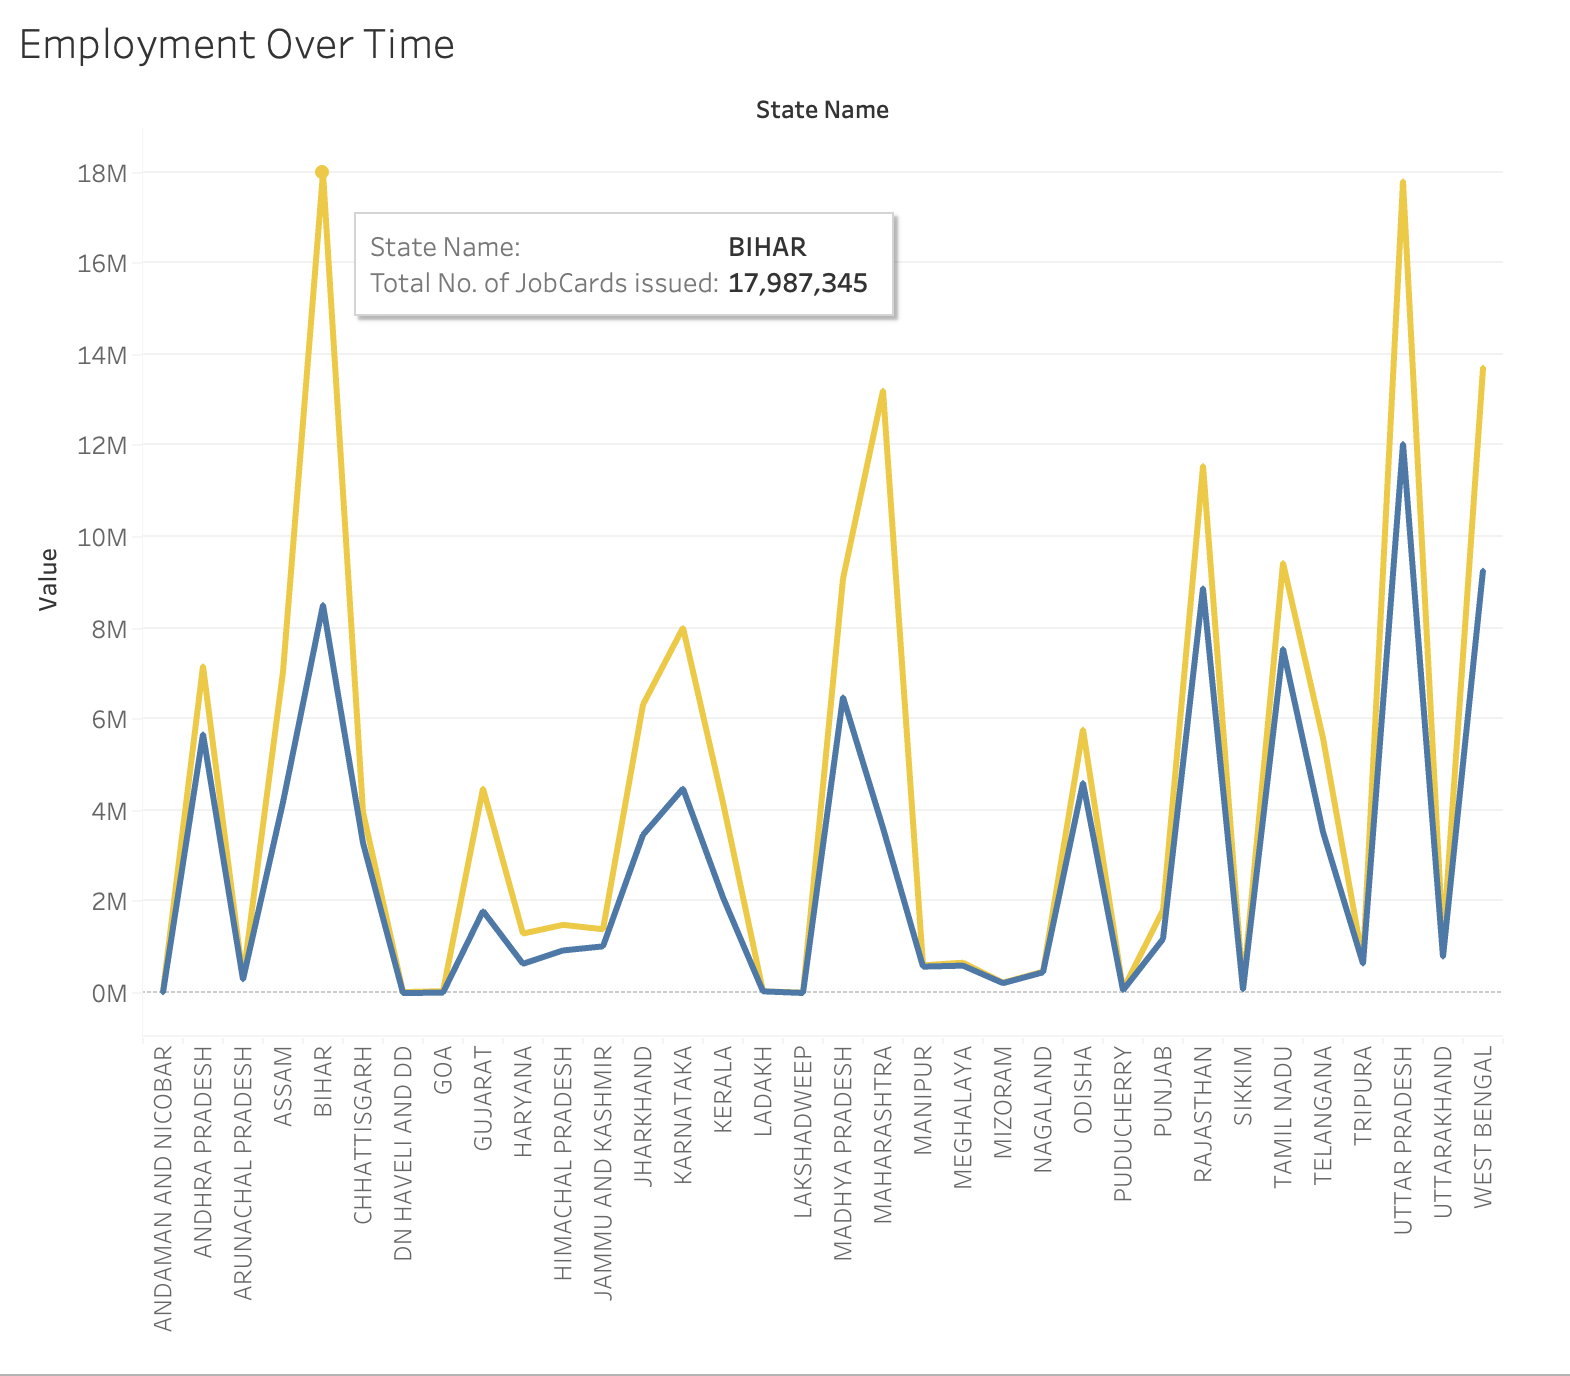 Employment Over Time
State Name
18M
16M
14M
12M
10M
8M
6M
4M
2M
0M
Value
State Name: BIHAR
Total No. of JobCards issued: 17,987,345
ANDAMAN AND NICOBAR
ANDHRA PRADESH
ARUNACHAL PRADESH
ASSAM
BIHAR
CHHATTISGARH
DN HAVELI AND DD
GOA
GUJARAT
HARYANA
HIMACHAL PRADESH
JAMMU AND KASHMIR
JHARKHAND
KARNATAKA
KERALA
LADAKH
LAKSHADWEEP
MADHYA PRADESH
MAHARASHTRA
MANIPUR
MEGHALAYA
MIZORAM
NAGALAND
ODISHA
PUDUCHERRY
PUNJAB
RAJASTHAN
SIKKIM
TAMIL NADU
TELANGANA
TRIPURA
UTTAR PRADESH
UTTARAKHAND
WEST BENGAL